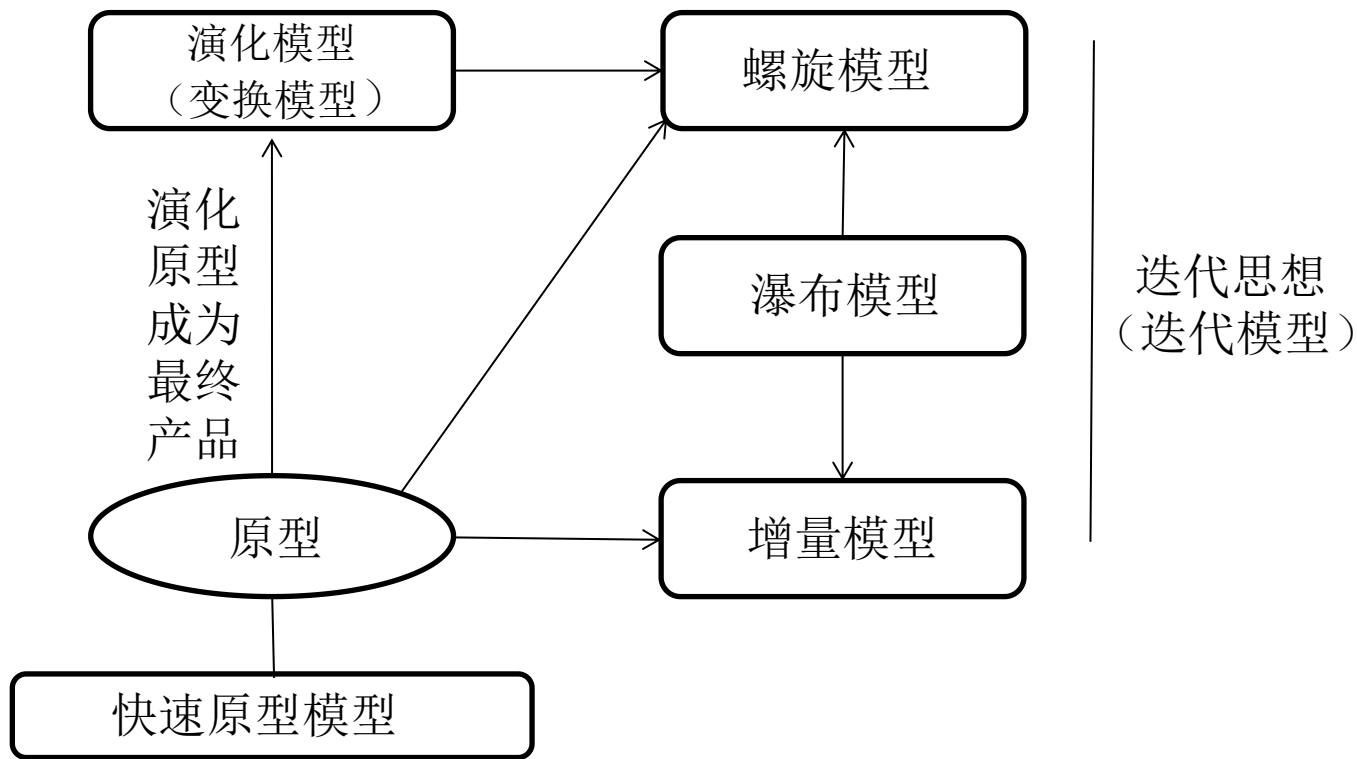 演化模型
（变换模型）
螺旋模型
演化
原型
成为
最终
产品
瀑布模型
迭代思想
（迭代模型）
原型
增量模型
快速原型模型